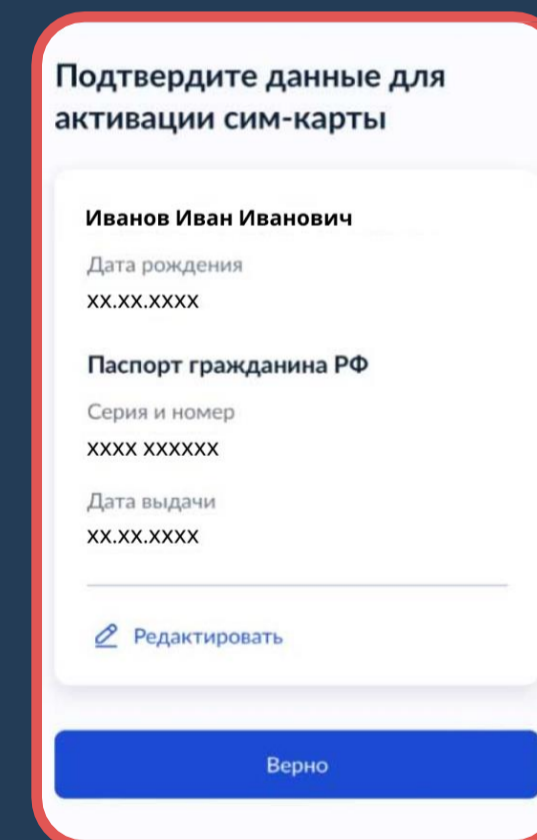 Подтвердите данные для
активации сим-карты
Иванов Иван Иванович
Дата рождения
xx.xx.xxxx
Паспорт гражданина РФ
Серия и номер
xxxx xxxxxx
Дата выдачи
xx.xx.xxxx
Редактировать
Верно